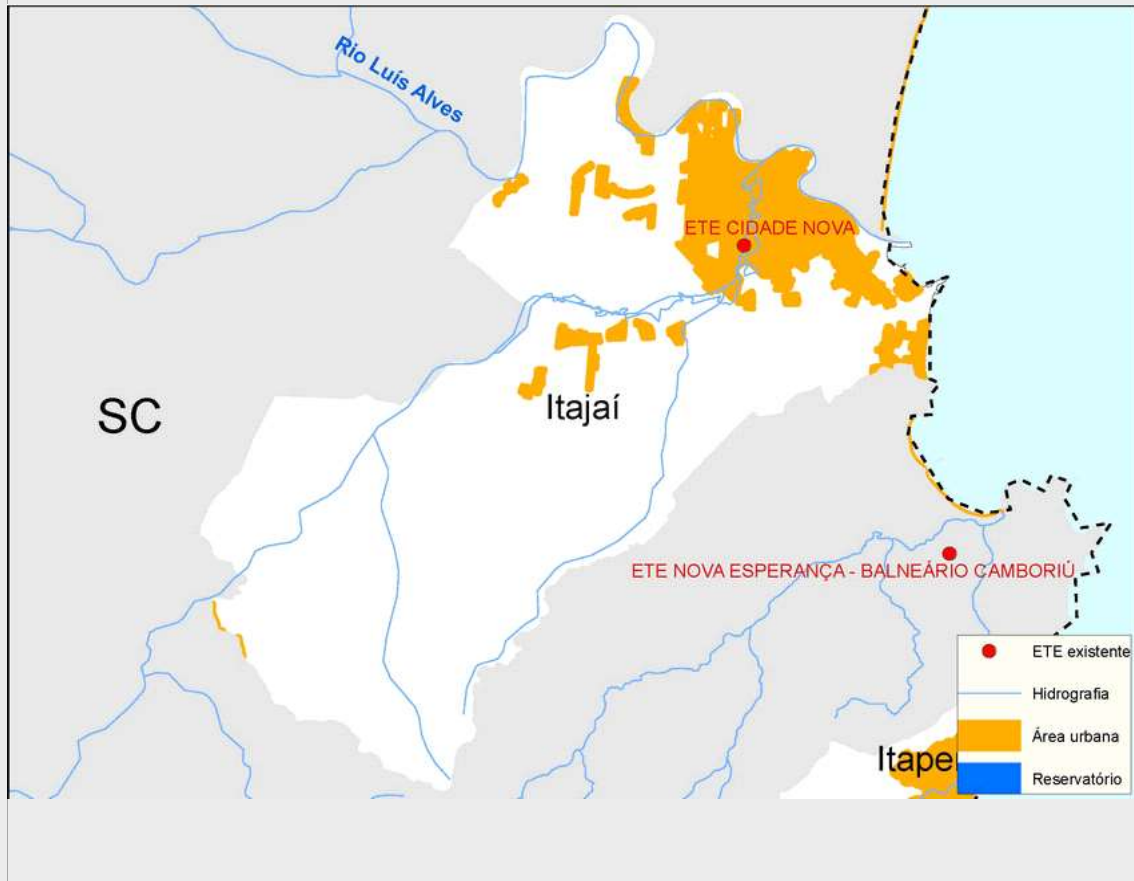 Rio Luís Alves
ETE CIDADE NOVA
SC
Itajaí
ETE NOVA ESPERANÇA - BALNEÁRIO CAMBORIÚ
ETE existente
Hidrografia
Área urbana
Itape
Reservatório